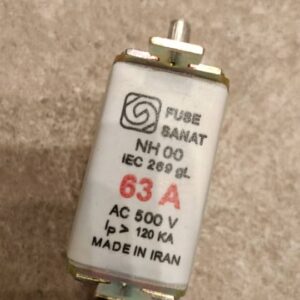 FUSE
SANAT
NH 00
IEC 269 gL
63 A
AC 500 V
Ip > 120 KA
MADE IN IRAN